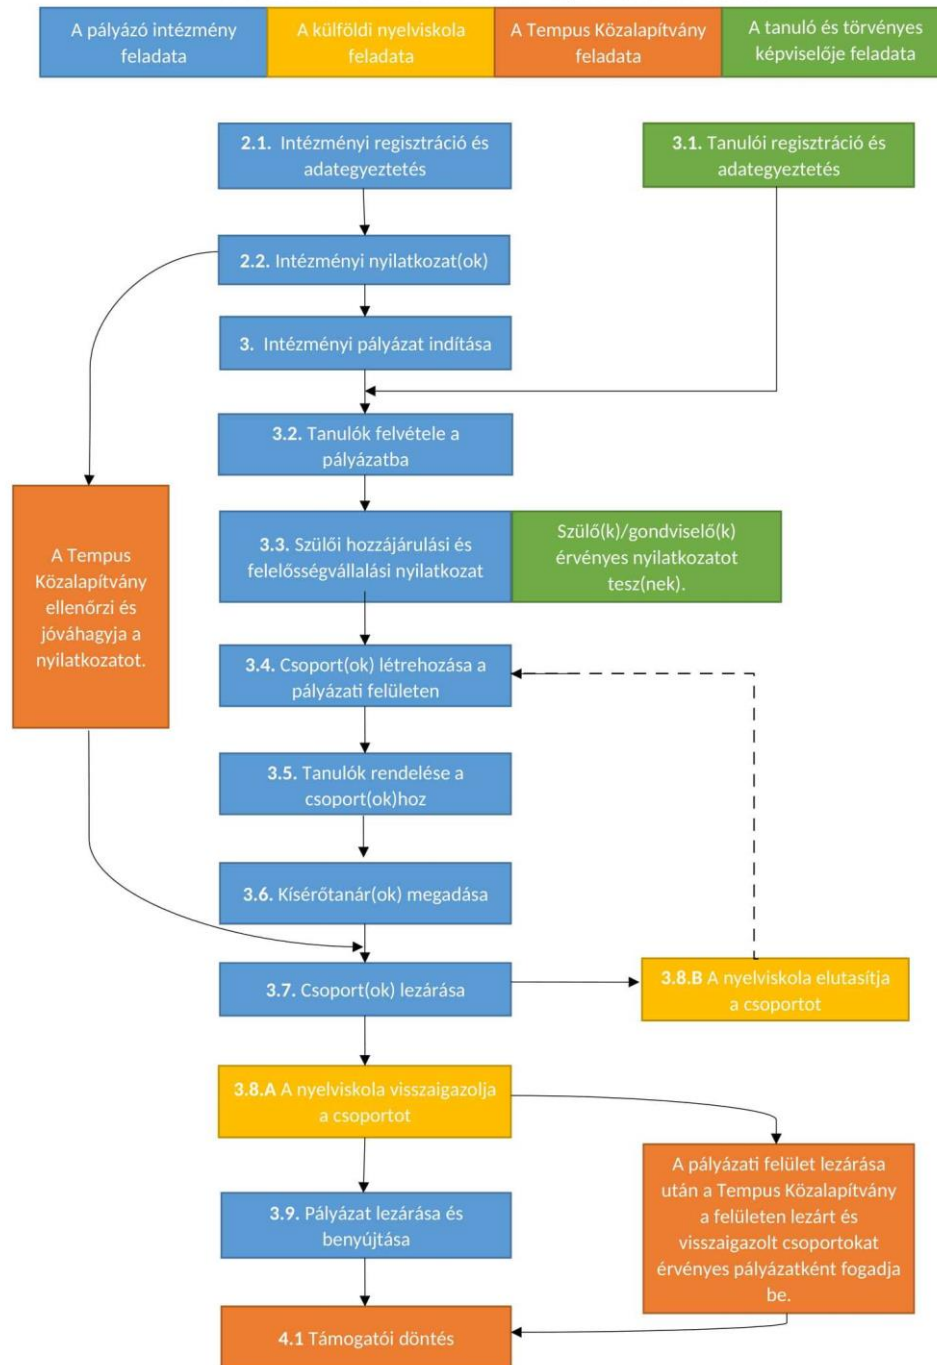 A pályázó intézmény
feladata
A külföldi nyelviskola
feladata
A Tempus Közalapítvány
feladata
A tanuló és törvényes
képviselője feladata
2.1. Intézményi regisztráció és
adategyeztetés
3.1. Tanulói regisztráció és
adategyeztetés
2.2. Intézményi nyilatkozat(ok)
3. Intézményi pályázat indítása
3.2. Tanulók felvétele a
pályázatba
A Tempus
Közalapítvány
ellenőrzi és
jóváhagyja a
nyilatkozatot.
3.3. Szülői hozzájárulási és
felelősségvállalási nyilatkozat
Szülő(k)/gondviselő(k)
érvényes nyilatkozatot
tesz(nek).
3.4. Csoport(ok) létrehozása a
pályázati felületen
3.5. Tanulók rendelése a
csoport(ok)hoz
3.6. Kísérőtanár(ok) megadása
3.7. Csoport(ok) lezárása
3.8.B A nyelviskola elutasítja
a csoportot
3.8.A A nyelviskola visszaigazolja
a csoportot
A pályázati felület lezárása
után a Tempus Közalapítvány
a felületen lezárt és
visszaigazolt csoportokat
érvényes pályázatként fogadja
be.
3.9. Pályázat lezárása és
benyújtása
4.1 Támogatói döntés